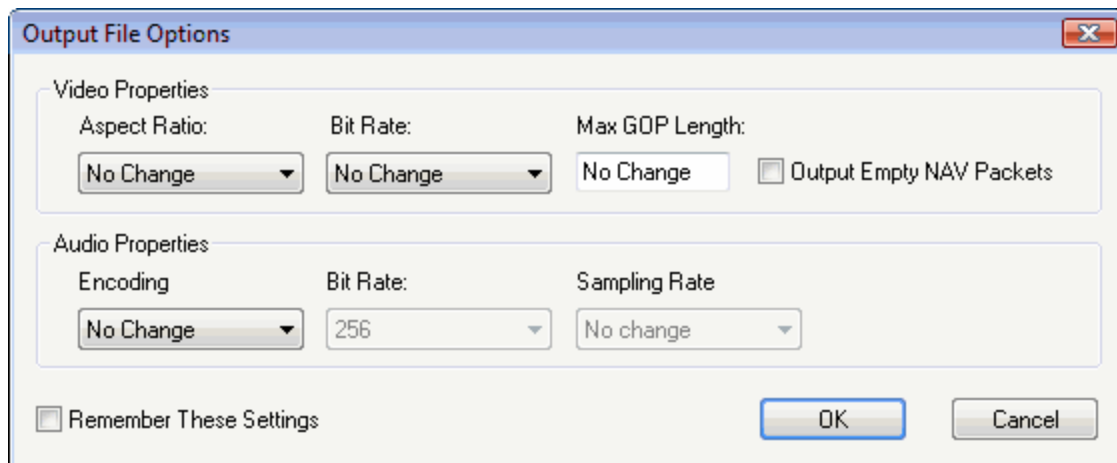 Output File Options
Video Properties
Aspect Ratio: Bit Rate: Max GOP Length:
No Change No Change No Change Output Empty NAV Packets
Audio Properties
Encoding Bit Rate: Sampling Rate
No Change 256 No change
Remember These Settings OK Cancel